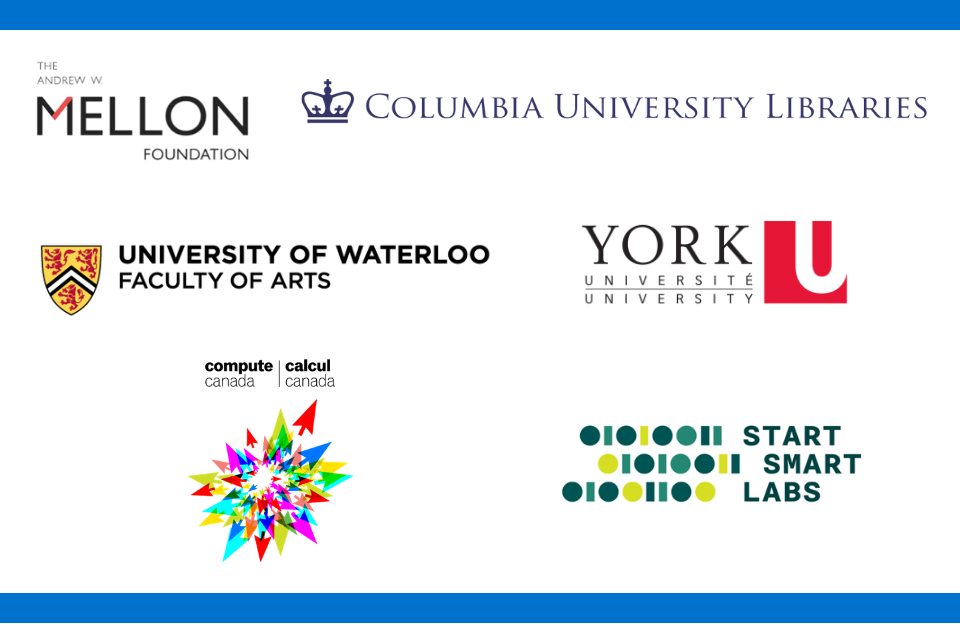 THE
ANDREW W.
MELLON
FOUNDATION
COLUMBIA UNIVERSITY LIBRARIES
UNIVERSITY OF WATERLOO
FACULTY OF ARTS
YORK
UNIVERSITÉ
UNIVERSITY
U
compute | calcul
canada | canada
START
SMART
LABS